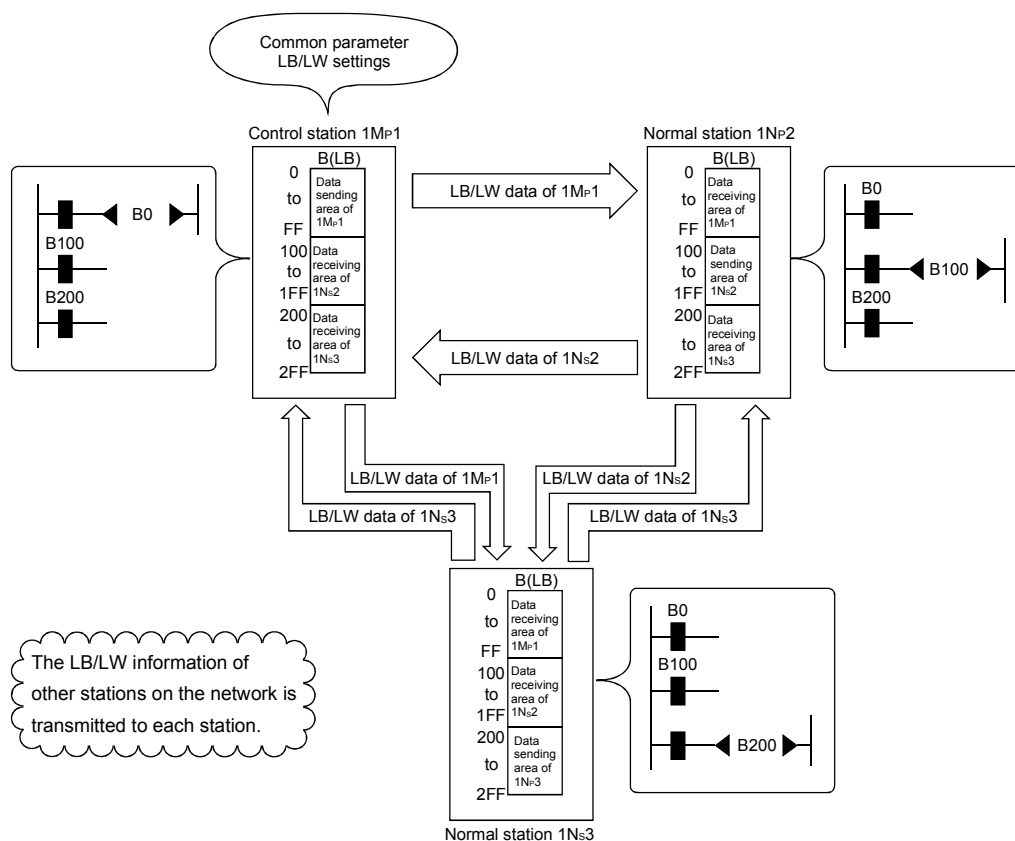 Common parameter
LB/LW settings
Control station 1MP1
B(LB)
0
to
FF
100
to
1FF
200
to
2FF
Data
sending
area of
1MP1
Data
receiving
area of
1NS2
Data
receiving
area of
1NS3
B0
B100
B200
LB/LW data of 1MP1
LB/LW data of 1NS2
Normal station 1NP2
B(LB)
0
to
FF
100
to
1FF
200
to
2FF
Data
receiving
area of
1MP1
Data
sending
area of
1NS2
Data
receiving
area of
1NS3
B0
B100
B200
LB/LW data of 1MP1
LB/LW data of 1NS3
LB/LW data of 1NS2
LB/LW data of 1NS3
B(LB)
0
to
FF
100
to
1FF
200
to
2FF
Data
receiving
area of
1MP1
Data
receiving
area of
1NS2
Data
sending
area of
1NP3
Normal station 1NS3
B0
B100
B200
The LB/LW information of
other stations on the network is
transmitted to each station.